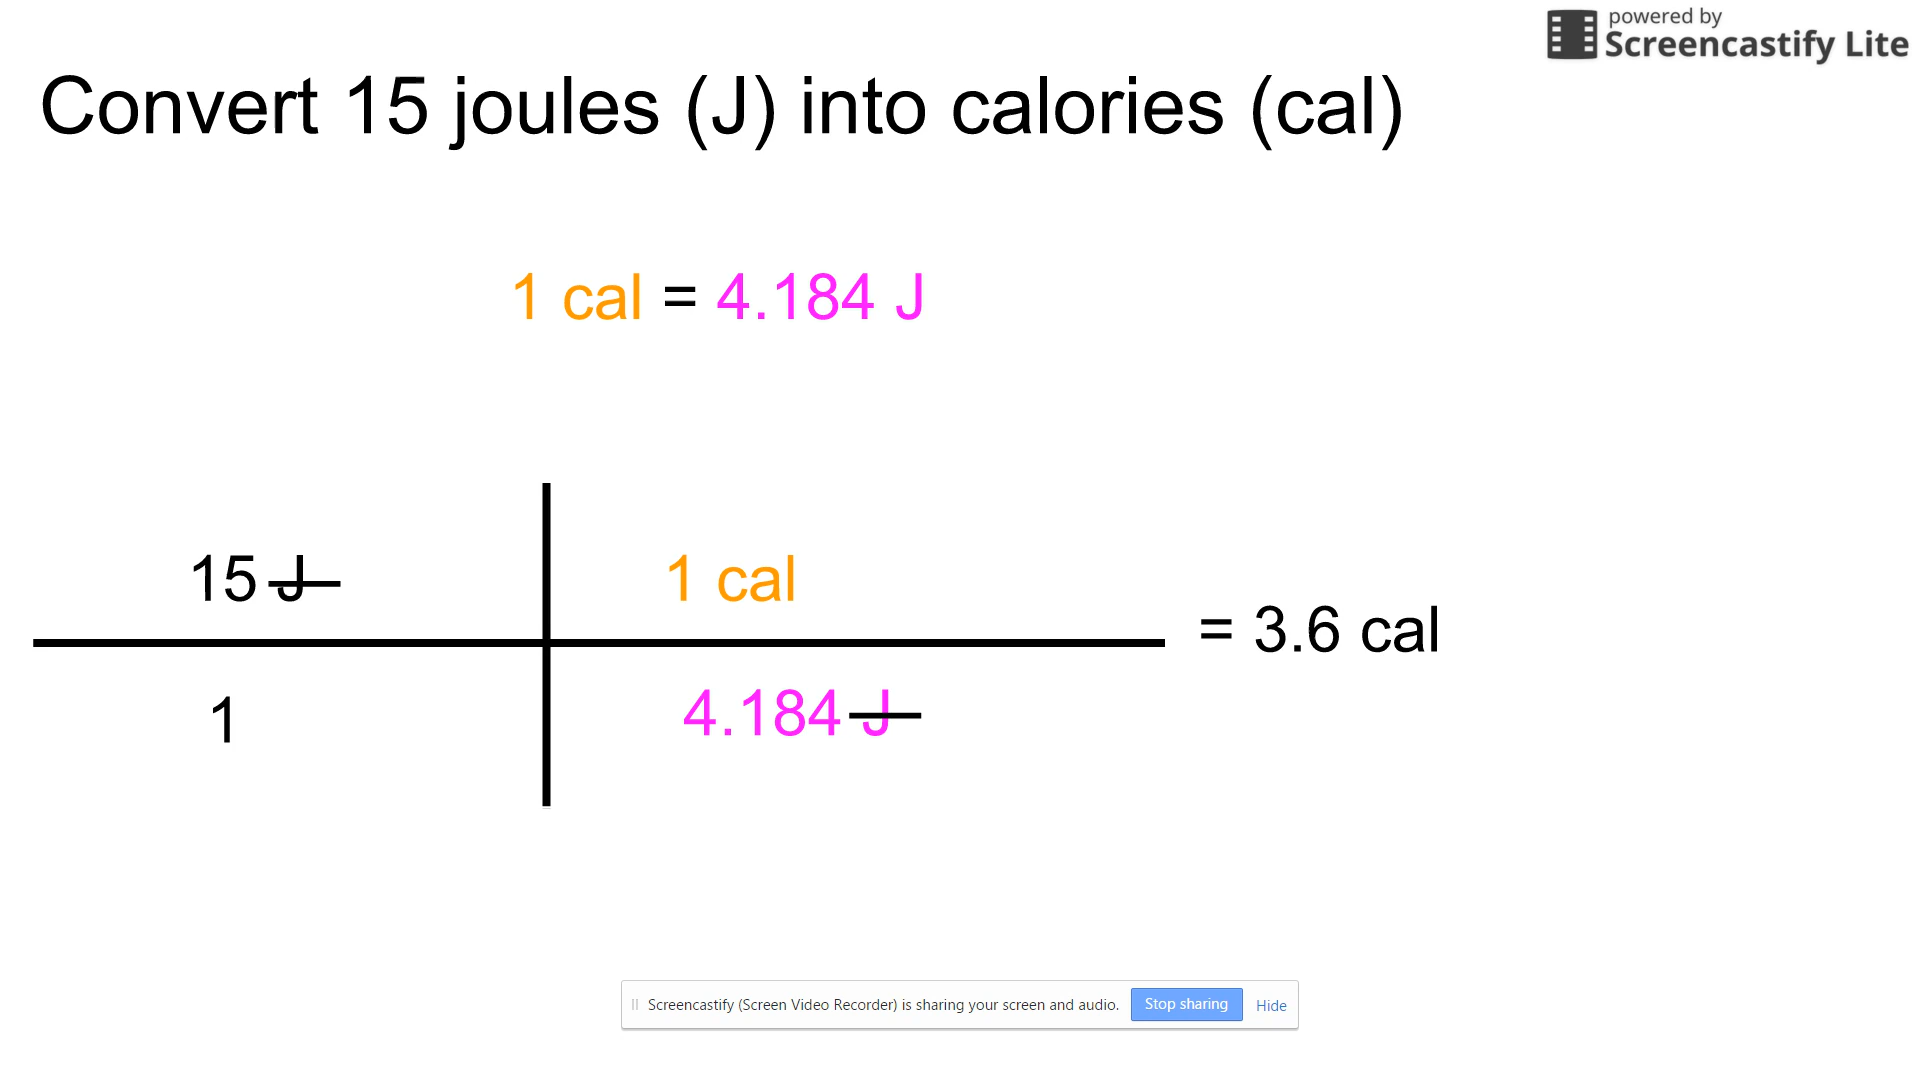 powered by
Screencastify Lite
Convert 15 joules (J) into calories (cal)
1 cal = 4.184 J
15 J
1 cal
= 3.6 cal
1
4.184 J
Screencastify (Screen Video Recorder) is sharing your screen and audio.
Stop sharing
Hide